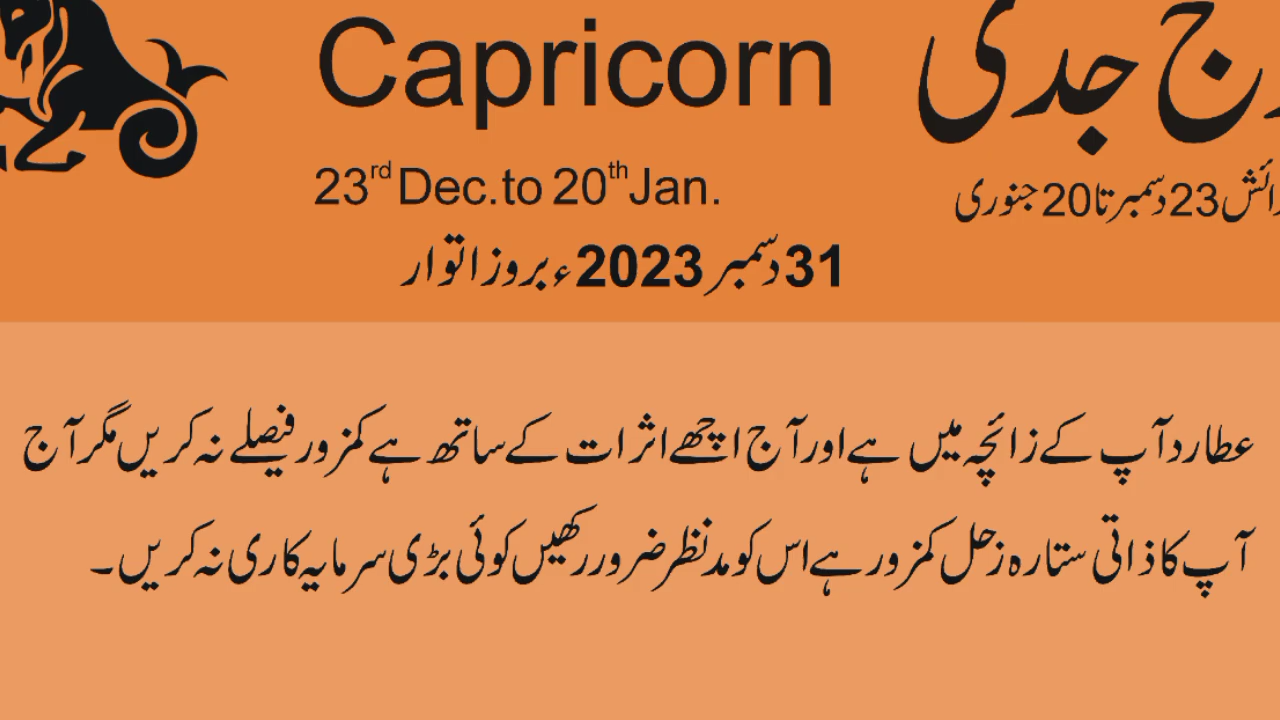 Capricorn
ج جدی
23rd Dec. to 20th Jan.
ائش 23 دسمبر تا 20 جنوری
31 دسمبر 2023ء بروز اتوار
عطارد آپ کے زائچہ میں ہے اور آج اچھے اثرات کے ساتھ ہے کمزور فیصلے نہ کریں مگر آج
آپ کا ذاتی ستارہ زحل کمزور ہے اس کو مدنظر ضرور رکھیں کوئی بڑی سرمایہ کاری نہ کریں۔